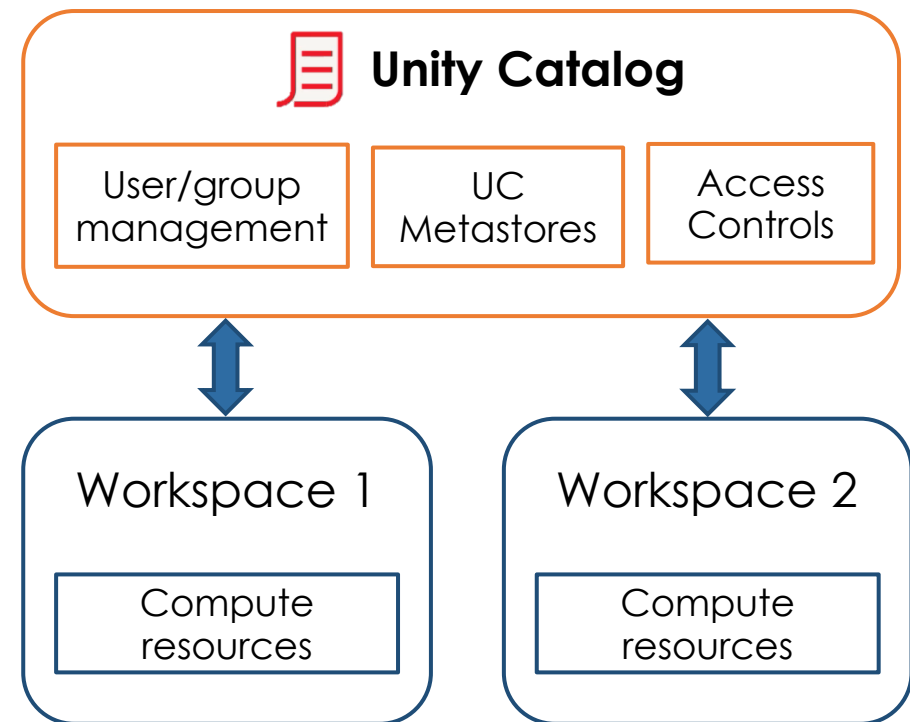 Unity Catalog
User/group
management
UC
Metastores
Access
Controls
Workspace 1
Workspace 2
Compute
resources
Compute
resources